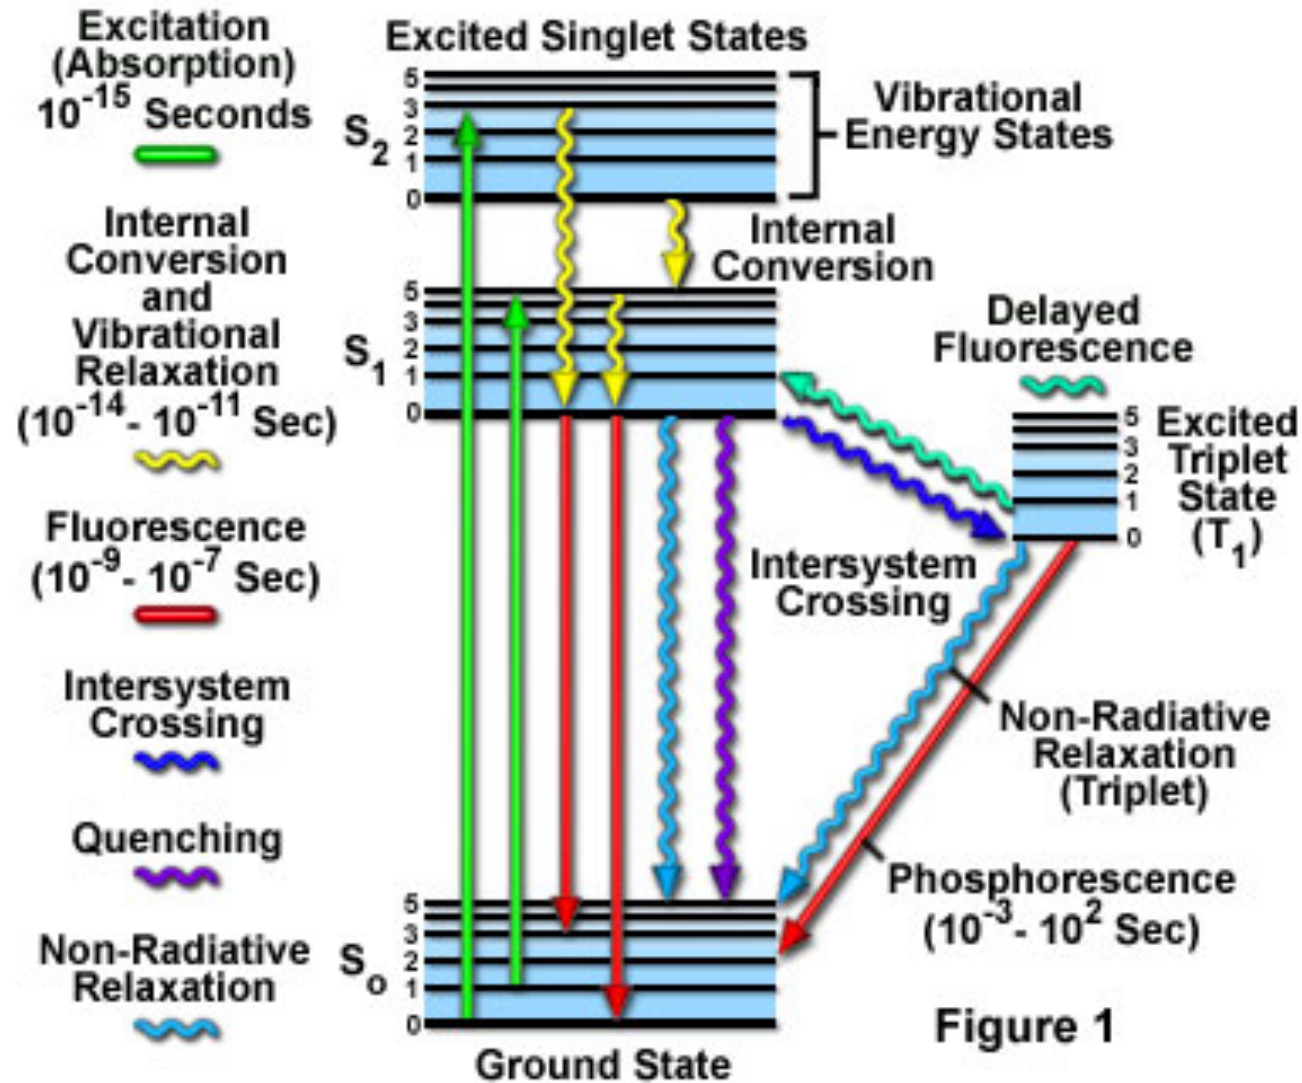 Excitation
(Absorption)
10⁻¹⁵ Seconds
Internal
Conversion
and
Vibrational
Relaxation
(10⁻¹⁴- 10⁻¹¹ Sec)
Fluorescence
(10⁻⁹- 10⁻⁷ Sec)
Intersystem
Crossing
Quenching
Non-Radiative
Relaxation
Excited Singlet States
S₂
5
3
2
1
0
Vibrational
Energy States
Internal
Conversion
S₁
5
3
2
1
0
Delayed
Fluorescence
5
3
2
1
0
Excited
Triplet
State
(T₁)
Intersystem
Crossing
Non-Radiative
Relaxation
(Triplet)
Phosphorescence
(10⁻³- 10² Sec)
S₀
5
3
2
1
0
Ground State
Figure 1